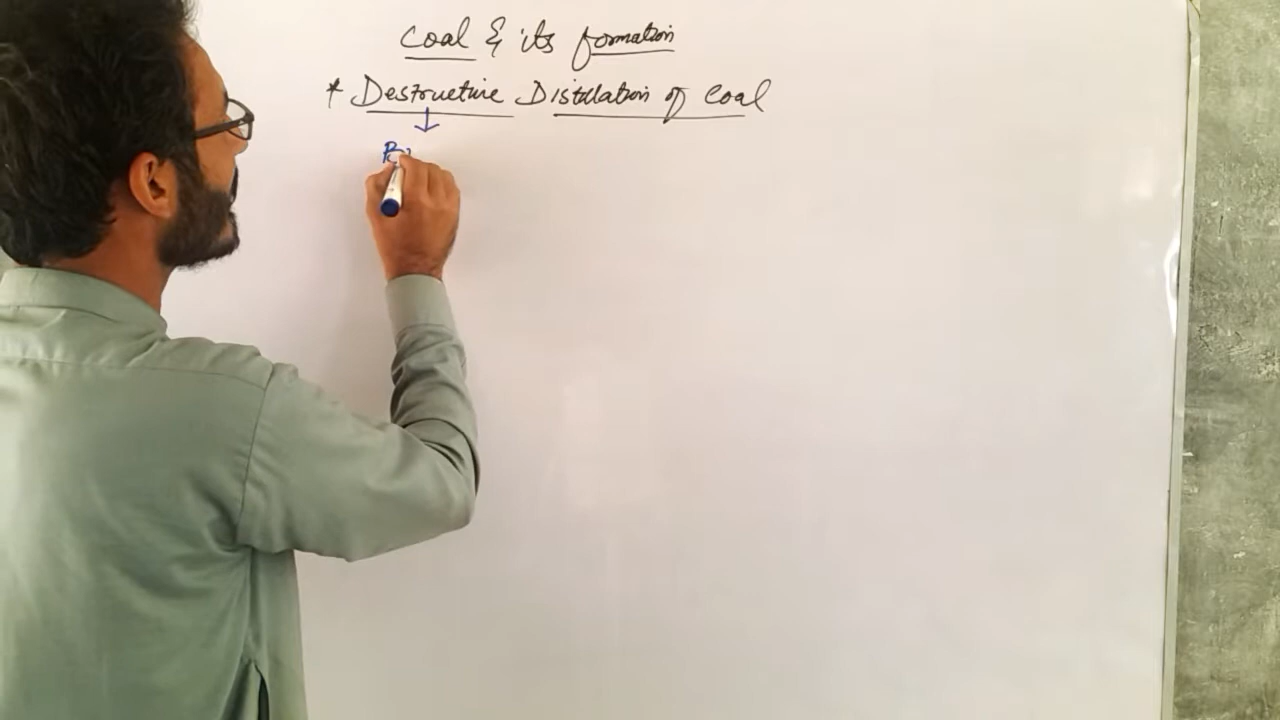 Coal & its formation
* Destructive Distillation of Coal